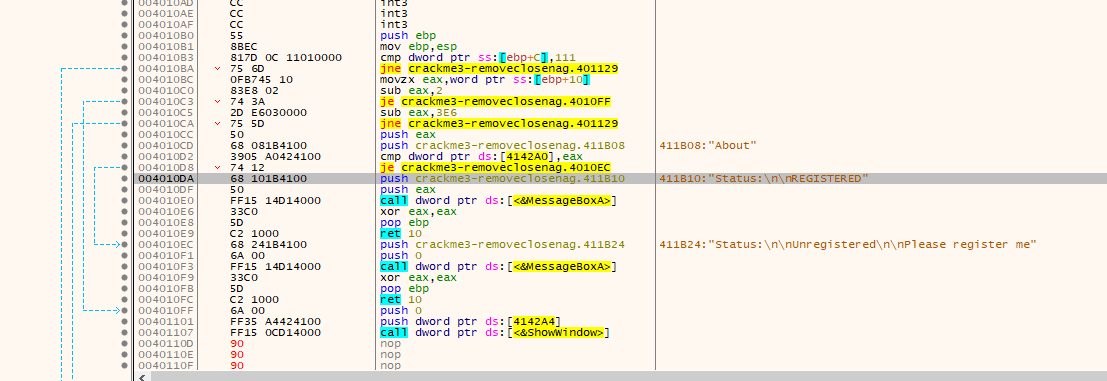 004010AD CC int3
004010AE CC int3
004010AF CC int3
004010B0 55 push ebp
004010B1 8BEC mov ebp,esp
004010B3 817D 0C 11010000 cmp dword ptr ss:[ebp+C],111
004010BA 75 6D jne crackme3-removeclosenag.401129
004010BC 0FB745 10 movzx eax,word ptr ss:[ebp+10]
004010C0 83E8 02 sub eax,2
004010C3 74 3A je crackme3-removeclosenag.4010FF
004010C5 2D E6030000 sub eax,3E6
004010CA 75 5D jne crackme3-removeclosenag.401129
004010CC 50 push eax
004010CD 68 081B4100 push crackme3-removeclosenag.411B08 411B08:"About"
004010D2 3905 A0424100 cmp dword ptr ds:[4142A0],eax
004010D8 74 12 je crackme3-removeclosenag.4010EC
004010DA 68 101B4100 push crackme3-removeclosenag.411B10 411B10:"Status:\n\nREGISTERED"
004010DF 50 push eax
004010E0 FF15 14D14000 call dword ptr ds:[<&MessageBoxA>]
004010E6 33C0 xor eax,eax
004010E8 5D pop ebp
004010E9 C2 1000 ret 10
004010EC 68 241B4100 push crackme3-removeclosenag.411B24 411B24:"Status:\n\nUnregistered\n\nPlease register me"
004010F1 6A 00 push 0
004010F3 FF15 14D14000 call dword ptr ds:[<&MessageBoxA>]
004010F9 33C0 xor eax,eax
004010FB 5D pop ebp
004010FC C2 1000 ret 10
004010FF 6A 00 push 0
00401101 FF35 A4424100 push dword ptr ds:[4142A4]
00401107 FF15 0CD14000 call dword ptr ds:[<&ShowWindow>]
0040110D 90 nop
0040110E 90 nop
0040110F 90 nop